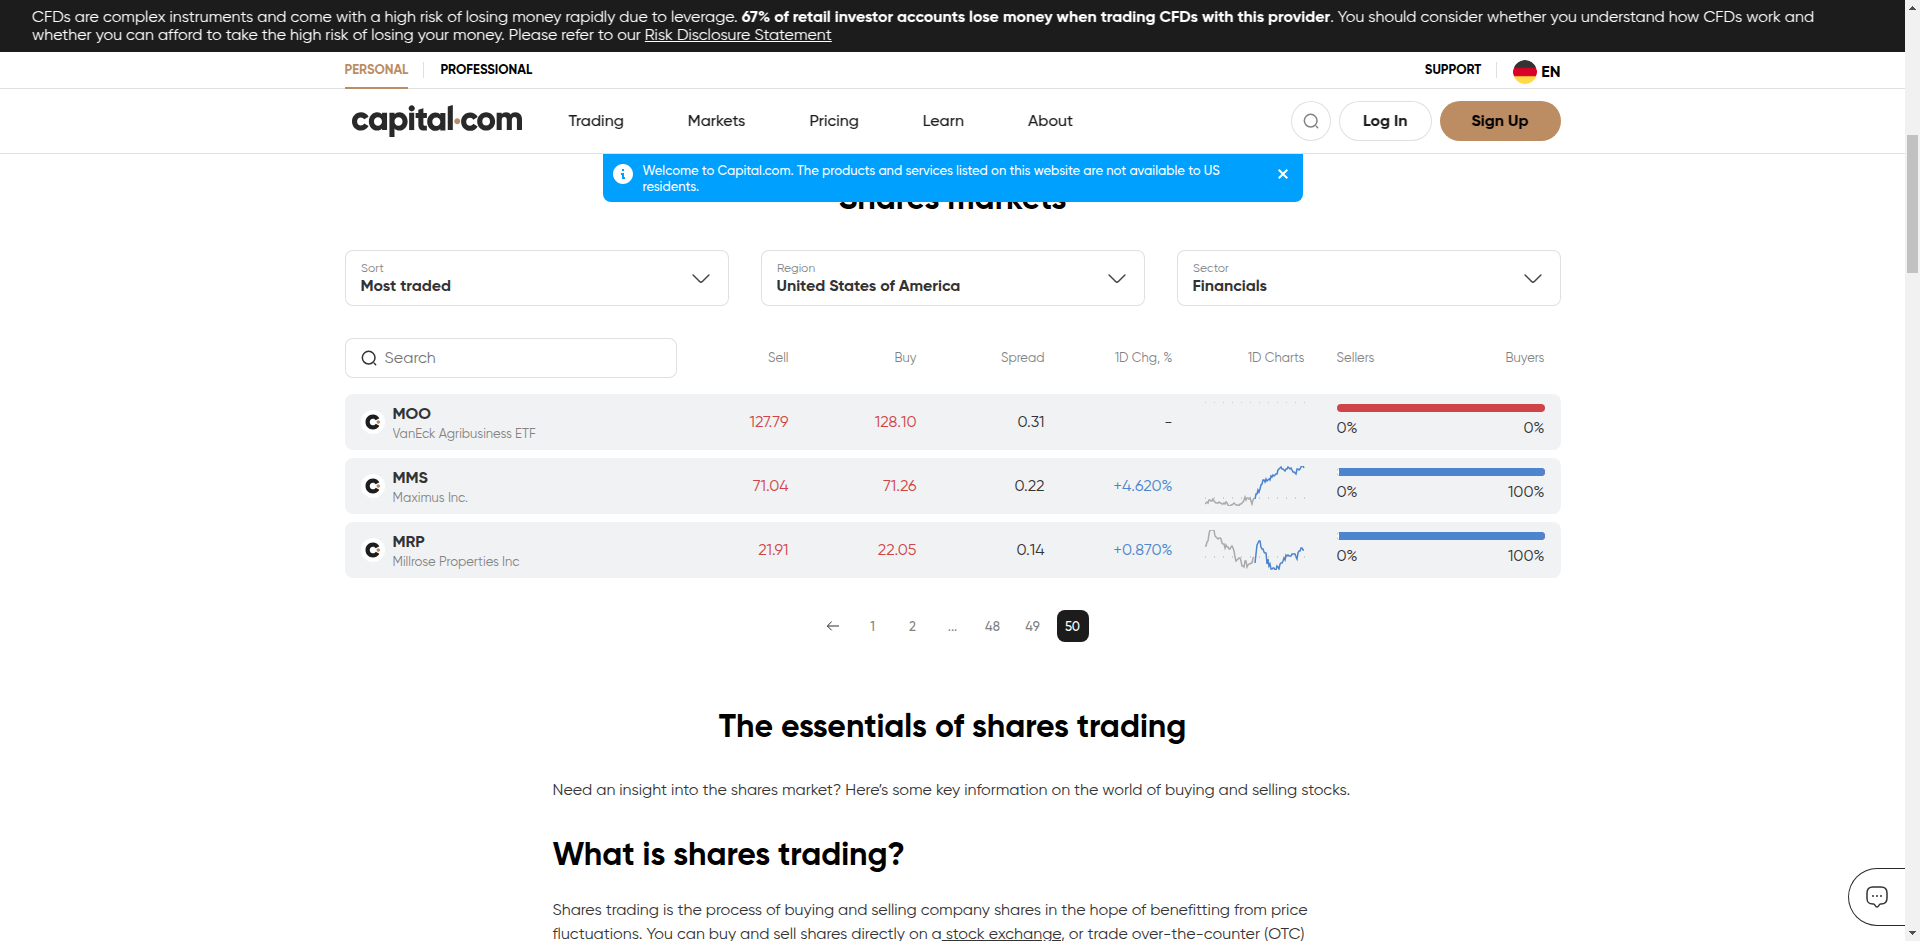 CFDs are complex instruments and come with a high risk of losing money rapidly due to leverage. 67% of retail investor accounts lose money when trading CFDs with this provider. You should consider whether you understand how CFDs work and
whether you can afford to take the high risk of losing your money. Please refer to our Risk Disclosure Statement
PERSONAL PROFESSIONAL SUPPORT EN
capital.com Trading Markets Pricing Learn About Log In Sign Up
Welcome to Capital.com. The products and services listed on this website are not available to US
residents.
Shares markets
Sort Region Sector
Most traded United States of America Financials
Search Sell Buy Spread 1D Chg, % 1D Charts Sellers Buyers
MOO
VanEck Agribusiness ETF 127.79 128.10 0.31 - 0% 0%
MMS
Maximus Inc. 71.04 71.26 0.22 +4.620% 0% 100%
MRP
Millrose Properties Inc 21.91 22.05 0.14 +0.870% 0% 100%
1 2 ... 48 49 50
The essentials of shares trading
Need an insight into the shares market? Here's some key information on the world of buying and selling stocks.
What is shares trading?
Shares trading is the process of buying and selling company shares in the hope of benefitting from price
fluctuations. You can buy and sell shares directly on a stock exchange, or trade over-the-counter (OTC)